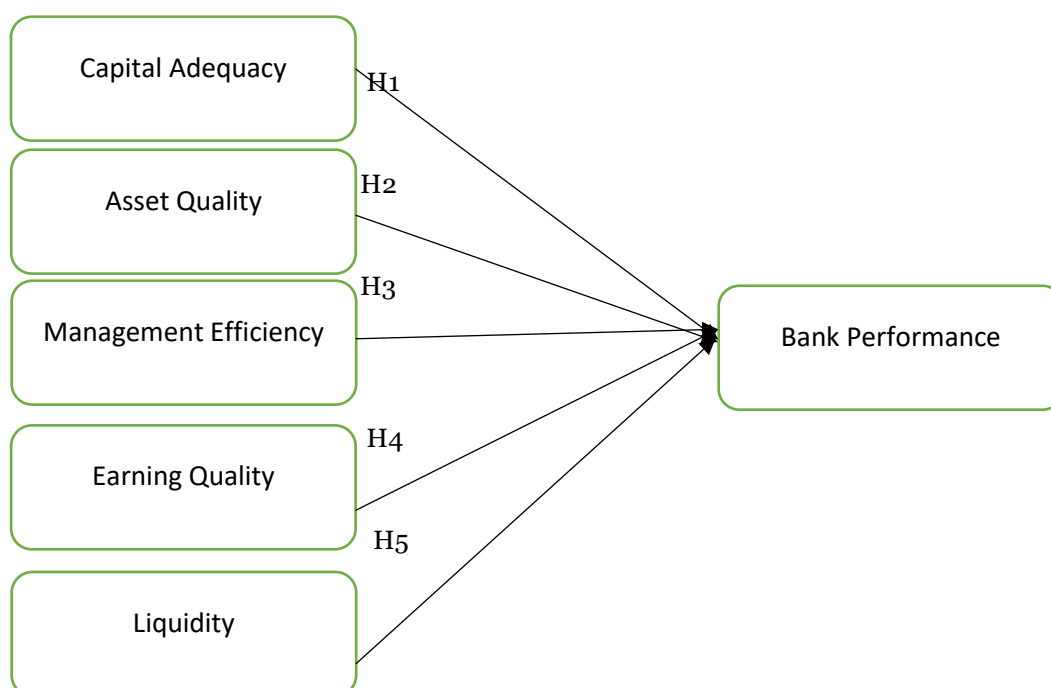 Capital Adequacy
H1
Asset Quality
H2
H3
Management Efficiency
Bank Performance
H4
Earning Quality
H5
Liquidity